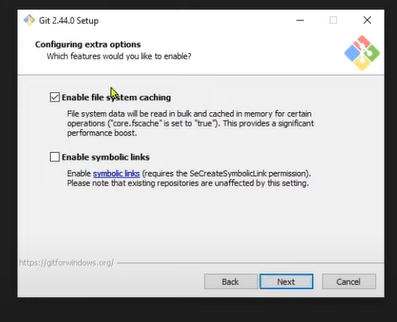 Git 2.44.0 Setup
Configuring extra options
Which features would you like to enable?
Enable file system caching
File system data will be read in bulk and cached in memory for certain
operations ("core.fscache" is set to "true"). This provides a significant
performance boost.
Enable symbolic links
Enable symbolic links (requires the SeCreateSymbolicLink permission).
Please note that existing repositories are unaffected by this setting.
https://gitforwindows.org/
Back Next Cancel